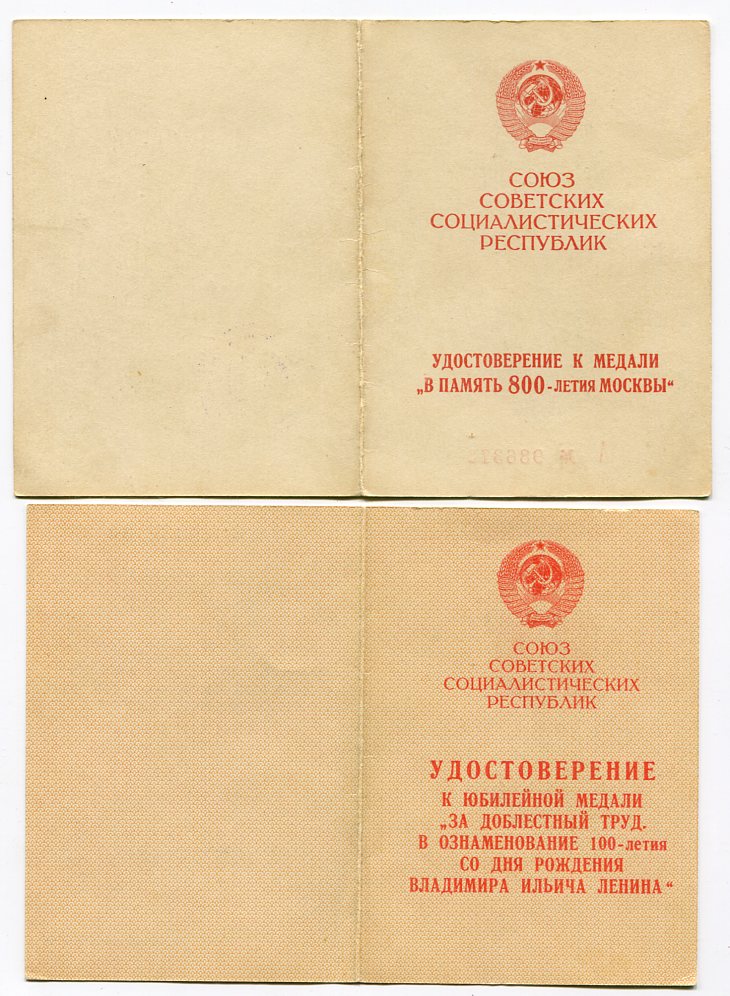 СОЮЗ
СОВЕТСКИХ
СОЦИАЛИСТИЧЕСКИХ
РЕСПУБЛИК
УДОСТОВЕРЕНИЕ К МЕДАЛИ
„В ПАМЯТЬ 800-ЛЕТИЯ МОСКВЫ“
СОЮЗ
СОВЕТСКИХ
СОЦИАЛИСТИЧЕСКИХ
РЕСПУБЛИК
УДОСТОВЕРЕНИЕ
К ЮБИЛЕЙНОЙ МЕДАЛИ
„ЗА ДОБЛЕСТНЫЙ ТРУД.
В ОЗНАМЕНОВАНИЕ 100-летия
СО ДНЯ РОЖДЕНИЯ
ВЛАДИМИРА ИЛЬИЧА ЛЕНИНА“